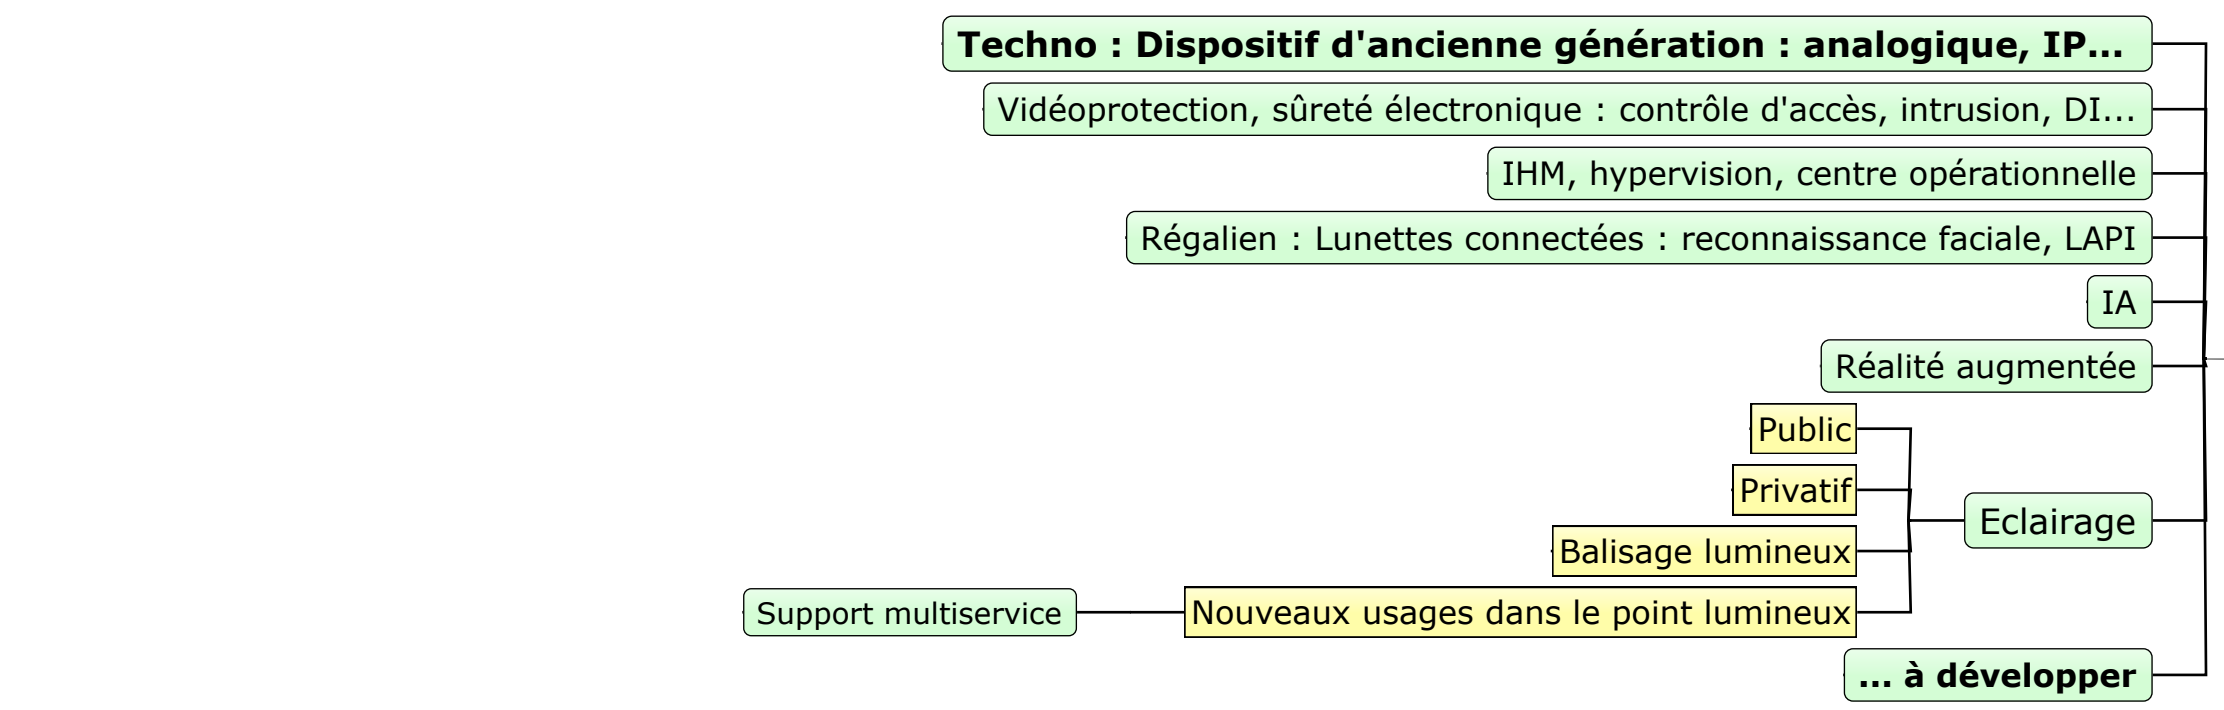 Techno : Dispositif d'ancienne génération : analogique, IP...
Vidéoprotection, sûreté électronique : contrôle d'accès, intrusion, DI...
IHM, hypervision, centre opérationnelle
Régalien : Lunettes connectées : reconnaissance faciale, LAPI
IA
Réalité augmentée
Public
Privatif
Eclairage
Balisage lumineux
Support multiservice
Nouveaux usages dans le point lumineux
... à développer